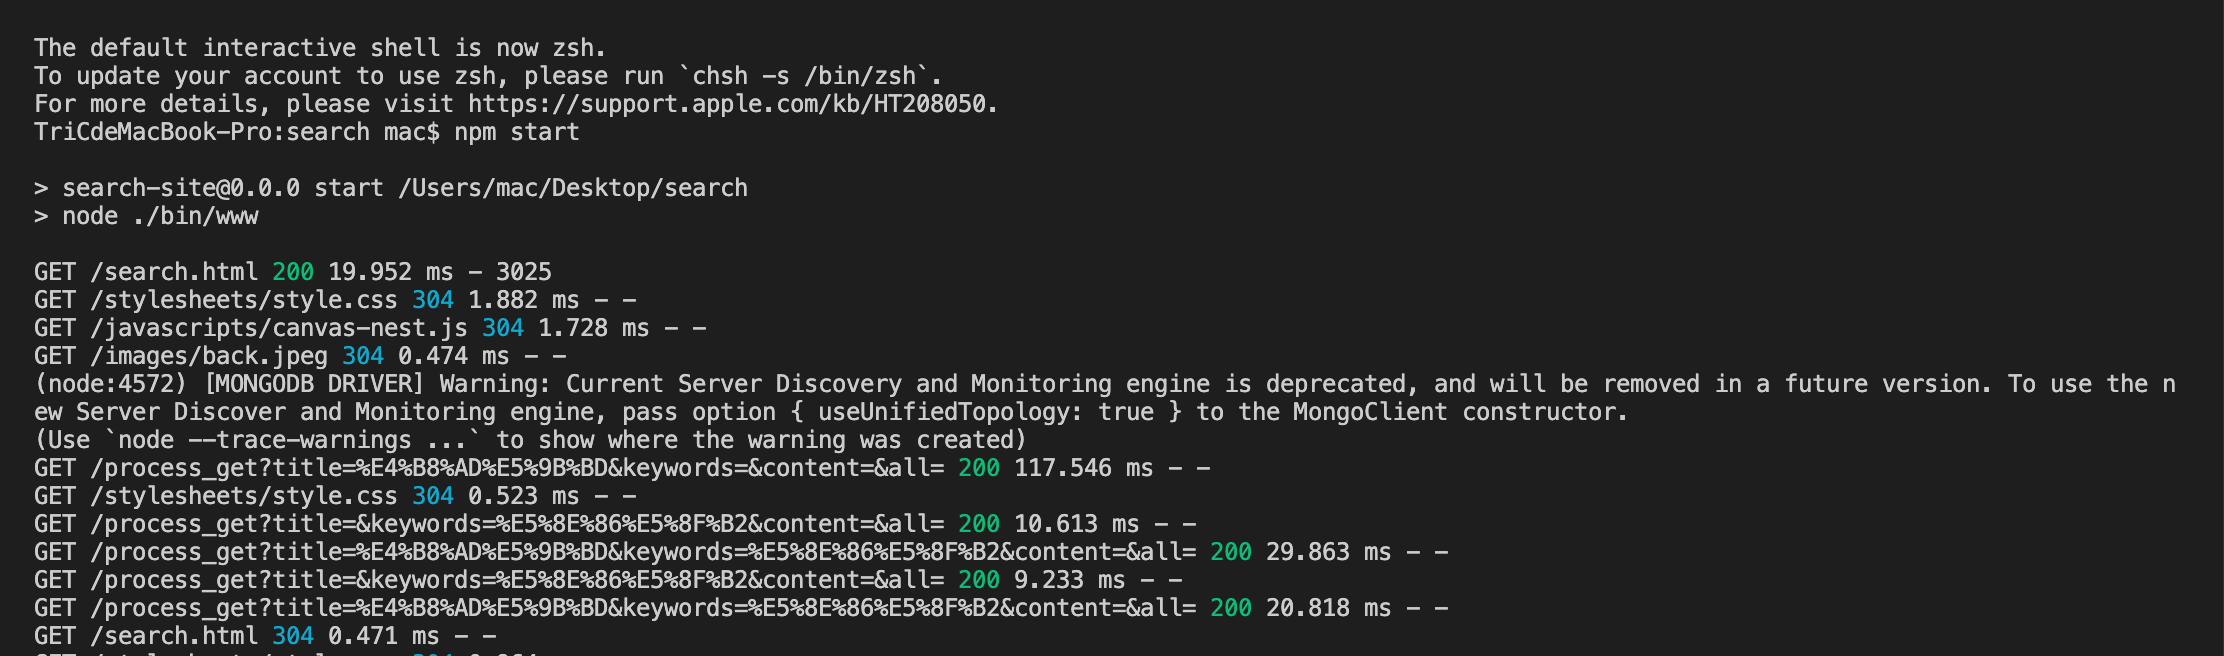 The default interactive shell is now zsh.
To update your account to use zsh, please run `chsh -s /bin/zsh`.
For more details, please visit https://support.apple.com/kb/HT208050.
TriCdeMacBook-Pro:search mac$ npm start
> search-site@0.0.0 start /Users/mac/Desktop/search
> node ./bin/www
GET /search.html 200 19.952 ms - 3025
GET /stylesheets/style.css 304 1.882 ms - -
GET /javascripts/canvas-nest.js 304 1.728 ms - -
GET /images/back.jpeg 304 0.474 ms - -
(node:4572) [MONGODB DRIVER] Warning: Current Server Discovery and Monitoring engine is deprecated, and will be removed in a future version. To use the n
ew Server Discover and Monitoring engine, pass option { useUnifiedTopology: true } to the MongoClient constructor.
(Use `node --trace-warnings ...` to show where the warning was created)
GET /process_get?title=%E4%B8%AD%E5%9B%BD&keywords=&content=&all= 200 117.546 ms - -
GET /stylesheets/style.css 304 0.523 ms - -
GET /process_get?title=&keywords=%E5%8E%86%E5%8F%B2&content=&all= 200 10.613 ms - -
GET /process_get?title=%E4%B8%AD%E5%9B%BD&keywords=%E5%8E%86%E5%8F%B2&content=&all= 200 29.863 ms - -
GET /process_get?title=&keywords=%E5%8E%86%E5%8F%B2&content=&all= 200 9.233 ms - -
GET /process_get?title=%E4%B8%AD%E5%9B%BD&keywords=%E5%8E%86%E5%8F%B2&content=&all= 200 20.818 ms - -
GET /search.html 304 0.471 ms - -